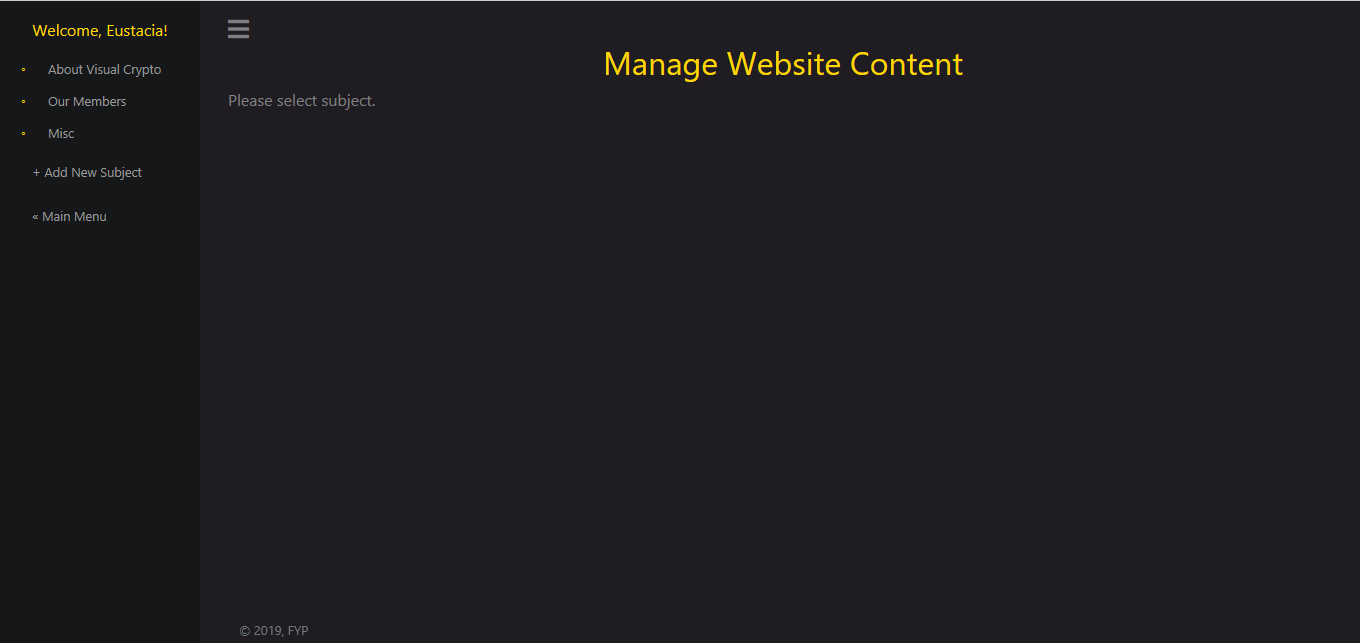 Welcome, Eustacia!
About Visual Crypto
Our Members
Misc
+ Add New Subject
« Main Menu
Manage Website Content
Please select subject.
© 2019, FYP